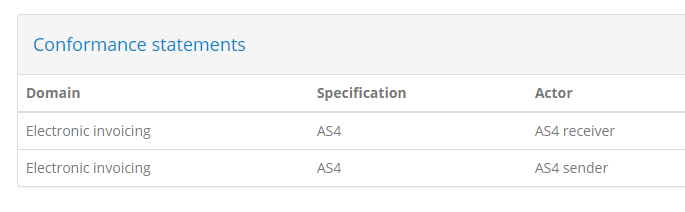 Conformance statements
Domain Specification Actor
Electronic invoicing AS4 AS4 receiver
Electronic invoicing AS4 AS4 sender